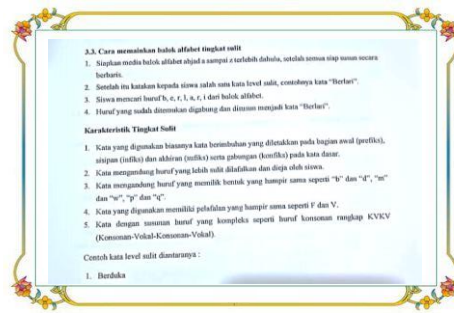 3.3. Cara memainkan balok alfabet tingkat sulit
1. Siapkan media balok alfabet abjad a sampai z terlebih dahulu, setelah semua siap susun secara
berbaris.
2. Setelah itu katakan kepada siswa salah satu kata level sulit, contohnya kata "Berlari".
3. Siswa mencari huruf b, e, r, l, a, r, i dari balok alfabet.
4. Huruf yang sudah ditemukan digabung dan disusun menjadi kata "Berlari".
Karakteristik Tingkat Sulit
1. Kata yang digunakan biasanya kata berimbuhan yang diletakkan pada bagian awal (prefiks),
sisipan (infiks) dan akhiran (sufiks) serta gabungan (konfiks) pada kata dasar.
2. Kata mengandung huruf yang lebih sulit dilafalkan dan dieja oleh siswa.
3. Kata mengandung huruf yang memilik bentuk yang hampir sama seperti "b" dan "d", "m"
dan "w", "p" dan "q".
4. Kata yang digunakan memiliki pelafalan yang hampir sama seperti F dan V.
5. Kata dengan susunan huruf yang kompleks seperti huruf konsonan rangkap KVKV
(Konsonan-Vokal-Konsonan-Vokal).
Contoh kata level sulit diantaranya :
1. Berduka